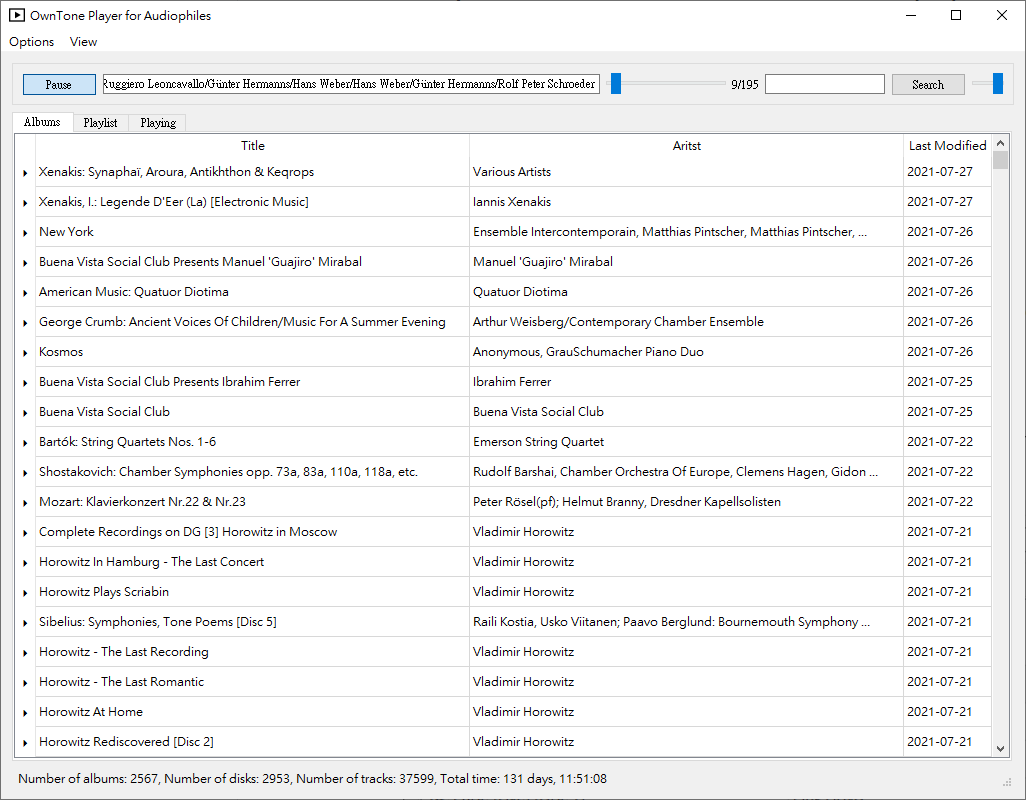 OwnTone Player for Audiophiles
Options View
Pause Ruggiero Leoncavallo/Günter Hermanns/Hans Weber/Hans Weber/Günter Hermanns/Rolf Peter Schroeder 9/195 Search
Albums Playlist Playing
Title Aritst Last Modified
Xenakis: Synaphaï, Aroura, Antikhthon & Keqrops Various Artists 2021-07-27
Xenakis, I.: Legende D'Eer (La) [Electronic Music] Iannis Xenakis 2021-07-27
New York Ensemble Intercontemporain, Matthias Pintscher, Matthias Pintscher, ... 2021-07-26
Buena Vista Social Club Presents Manuel 'Guajiro' Mirabal Manuel 'Guajiro' Mirabal 2021-07-26
American Music: Quatuor Diotima Quatuor Diotima 2021-07-26
George Crumb: Ancient Voices Of Children/Music For A Summer Evening Arthur Weisberg/Contemporary Chamber Ensemble 2021-07-26
Kosmos Anonymous, GrauSchumacher Piano Duo 2021-07-26
Buena Vista Social Club Presents Ibrahim Ferrer Ibrahim Ferrer 2021-07-25
Buena Vista Social Club Buena Vista Social Club 2021-07-25
Bartók: String Quartets Nos. 1-6 Emerson String Quartet 2021-07-22
Shostakovich: Chamber Symphonies opp. 73a, 83a, 110a, 118a, etc. Rudolf Barshai, Chamber Orchestra Of Europe, Clemens Hagen, Gidon ... 2021-07-22
Mozart: Klavierkonzert Nr.22 & Nr.23 Peter Rösel(pf); Helmut Branny, Dresdner Kapellsolisten 2021-07-22
Complete Recordings on DG [3] Horowitz in Moscow Vladimir Horowitz 2021-07-21
Horowitz In Hamburg - The Last Concert Vladimir Horowitz 2021-07-21
Horowitz Plays Scriabin Vladimir Horowitz 2021-07-21
Sibelius: Symphonies, Tone Poems [Disc 5] Raili Kostia, Usko Viitanen; Paavo Berglund: Bournemouth Symphony ... 2021-07-21
Horowitz - The Last Recording Vladimir Horowitz 2021-07-21
Horowitz - The Last Romantic Vladimir Horowitz 2021-07-21
Horowitz At Home Vladimir Horowitz 2021-07-21
Horowitz Rediscovered [Disc 2] Vladimir Horowitz 2021-07-21
Number of albums: 2567, Number of disks: 2953, Number of tracks: 37599, Total time: 131 days, 11:51:08